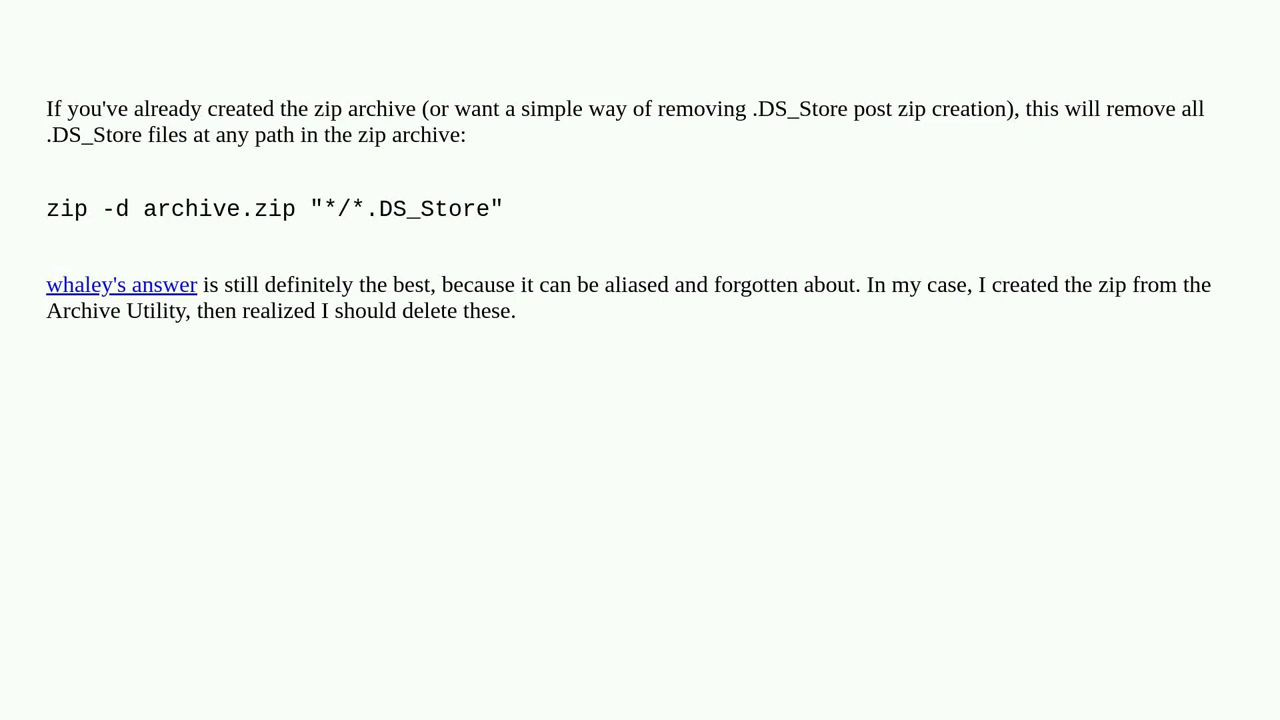 If you've already created the zip archive (or want a simple way of removing .DS_Store post zip creation), this will remove all
.DS_Store files at any path in the zip archive:
zip -d archive.zip "*/*.DS_Store"
whaley's answer is still definitely the best, because it can be aliased and forgotten about. In my case, I created the zip from the
Archive Utility, then realized I should delete these.